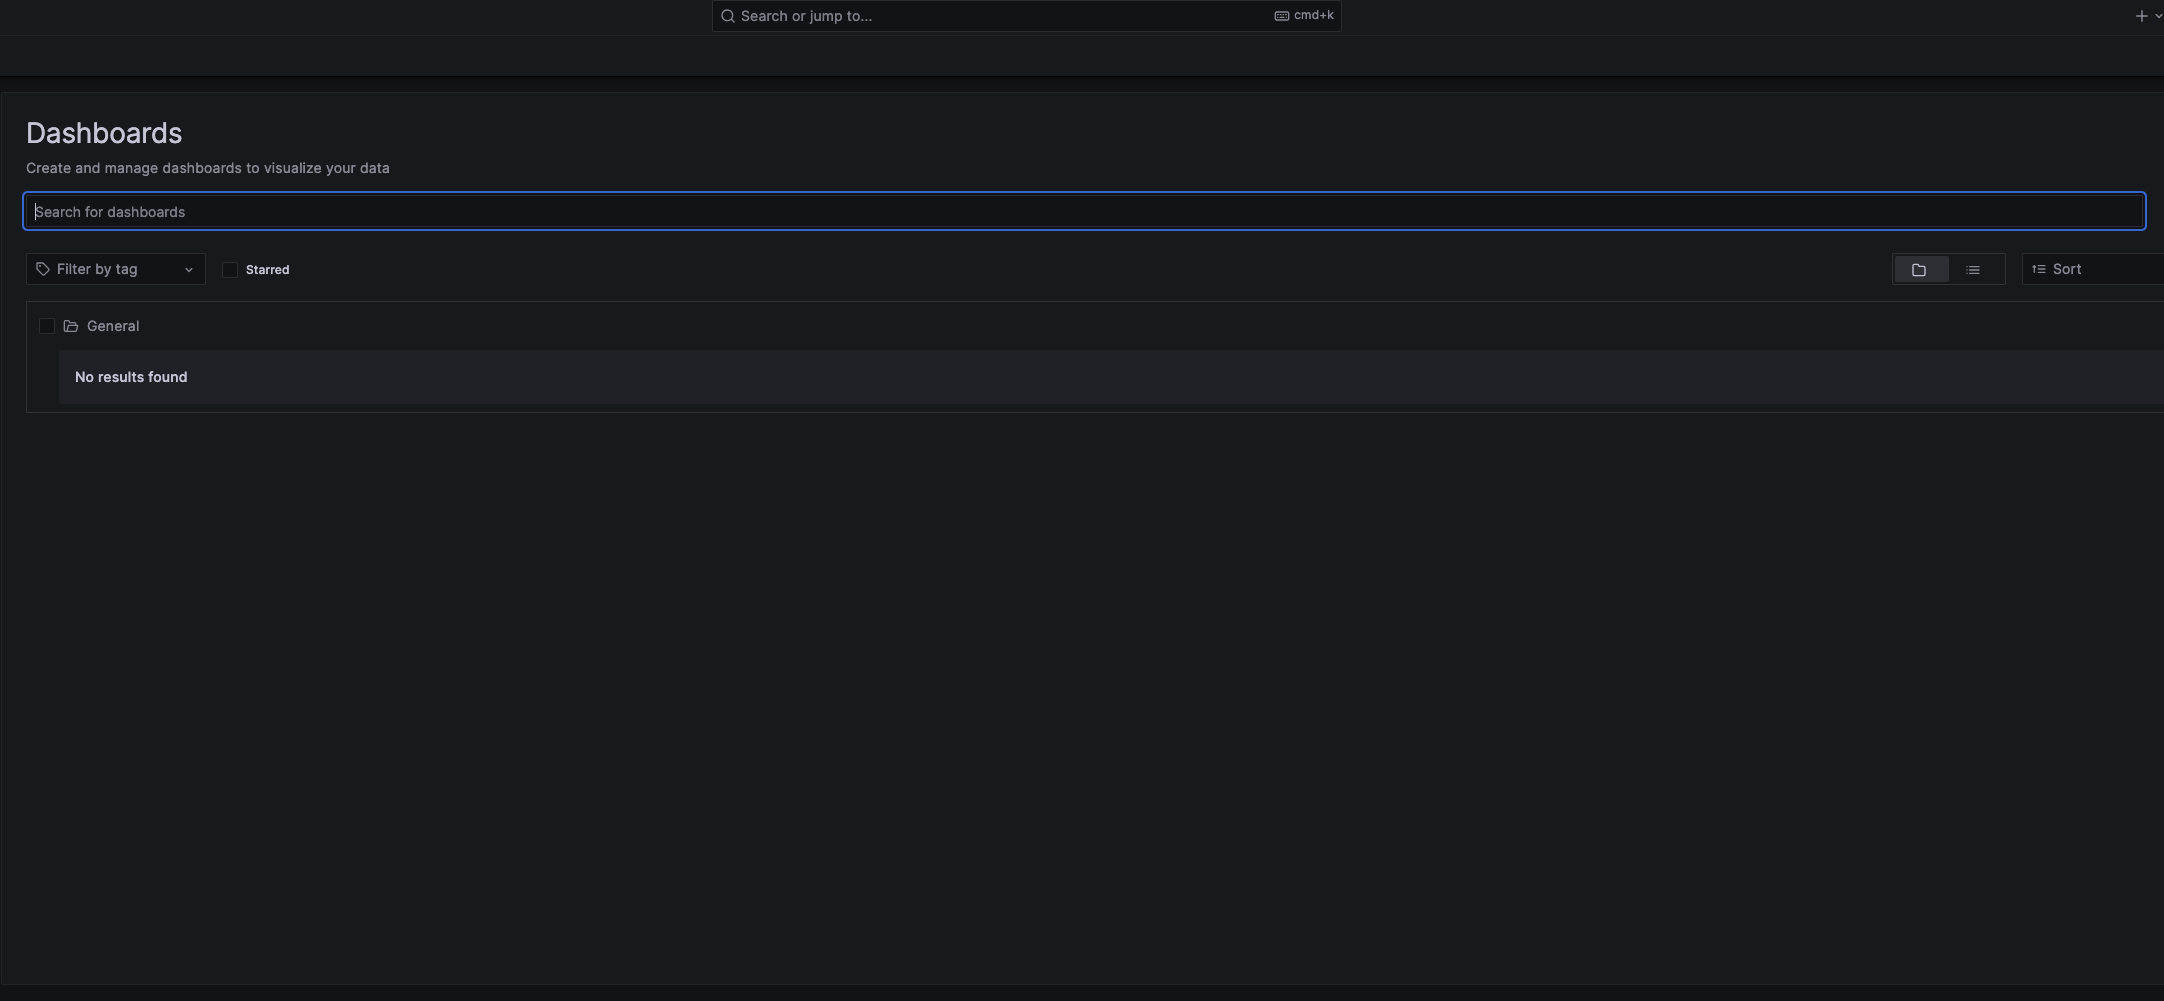 Search or jump to...
cmd+k
Dashboards
Create and manage dashboards to visualize your data
Search for dashboards
Filter by tag
Starred
Sort
General
No results found